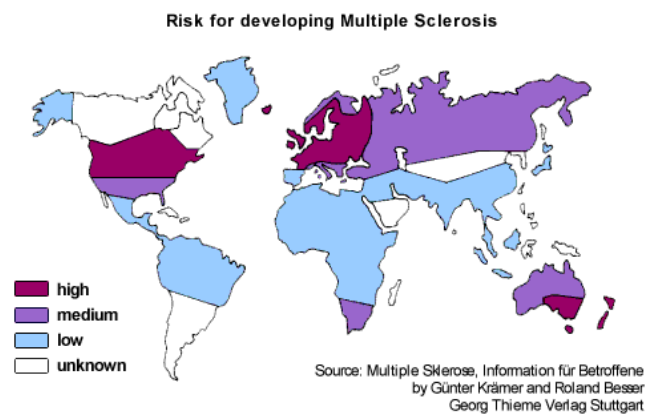 Risk for developing Multiple Sclerosis
high
medium
low
unknown
Source: Multiple Sklerose, Information für Betroffene
by Günter Krämer and Roland Besser
Georg Thieme Verlag Stuttgart